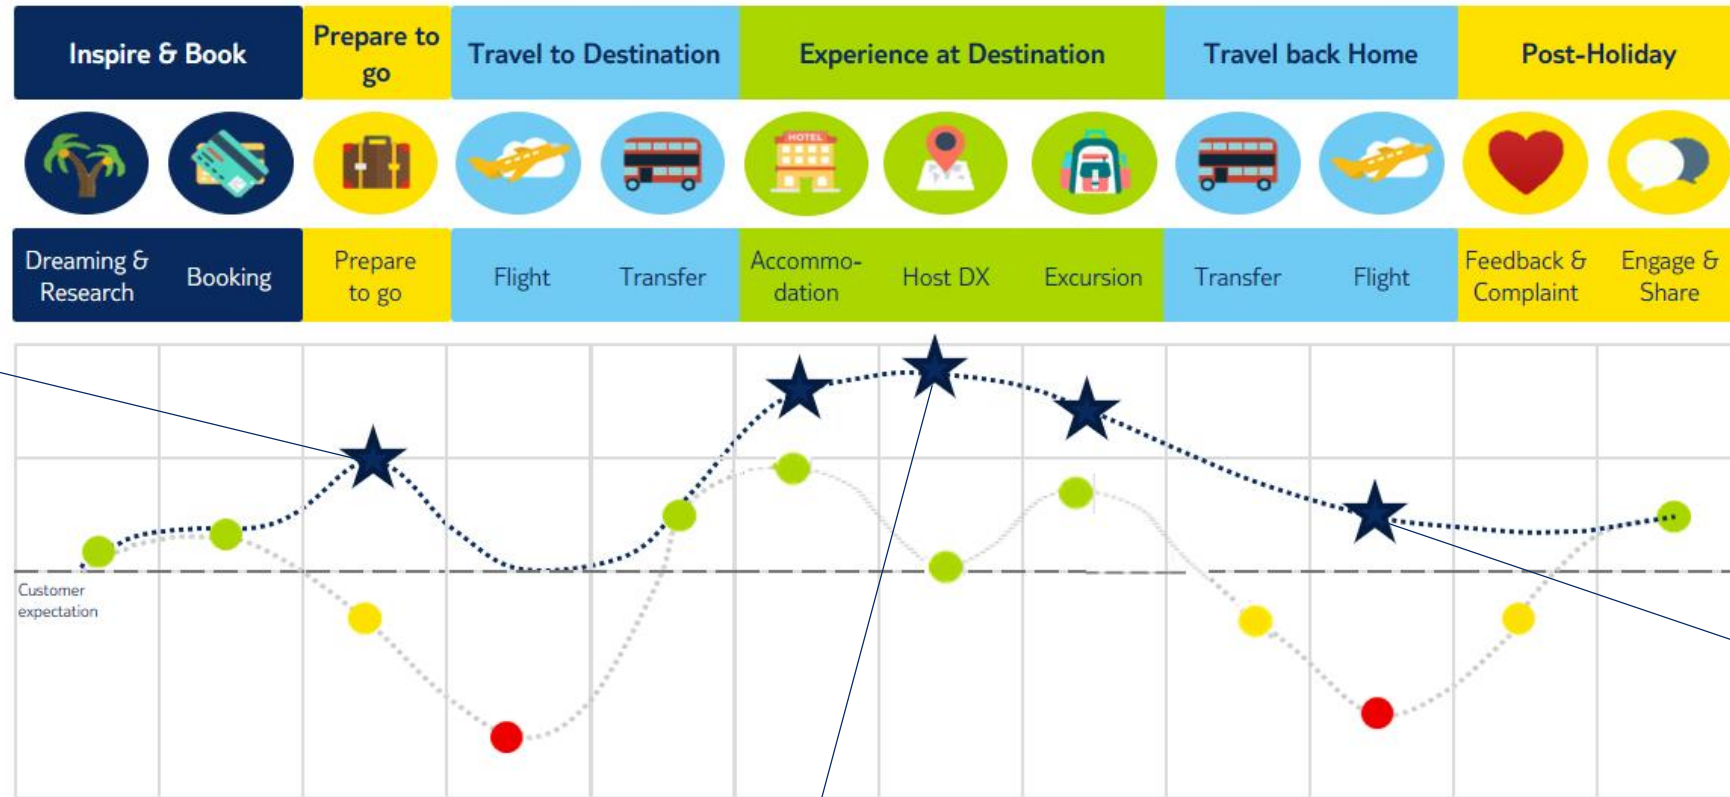 Inspire & Book
Prepare to
go
Travel to Destination
Experience at Destination
Travel back Home
Post-Holiday
HOTEL
Dreaming &
Research
Booking
Prepare
to go
Flight
Transfer
Accommo-
dation
Host DX
Excursion
Transfer
Flight
Feedback &
Complaint
Engage &
Share
Customer
expectation